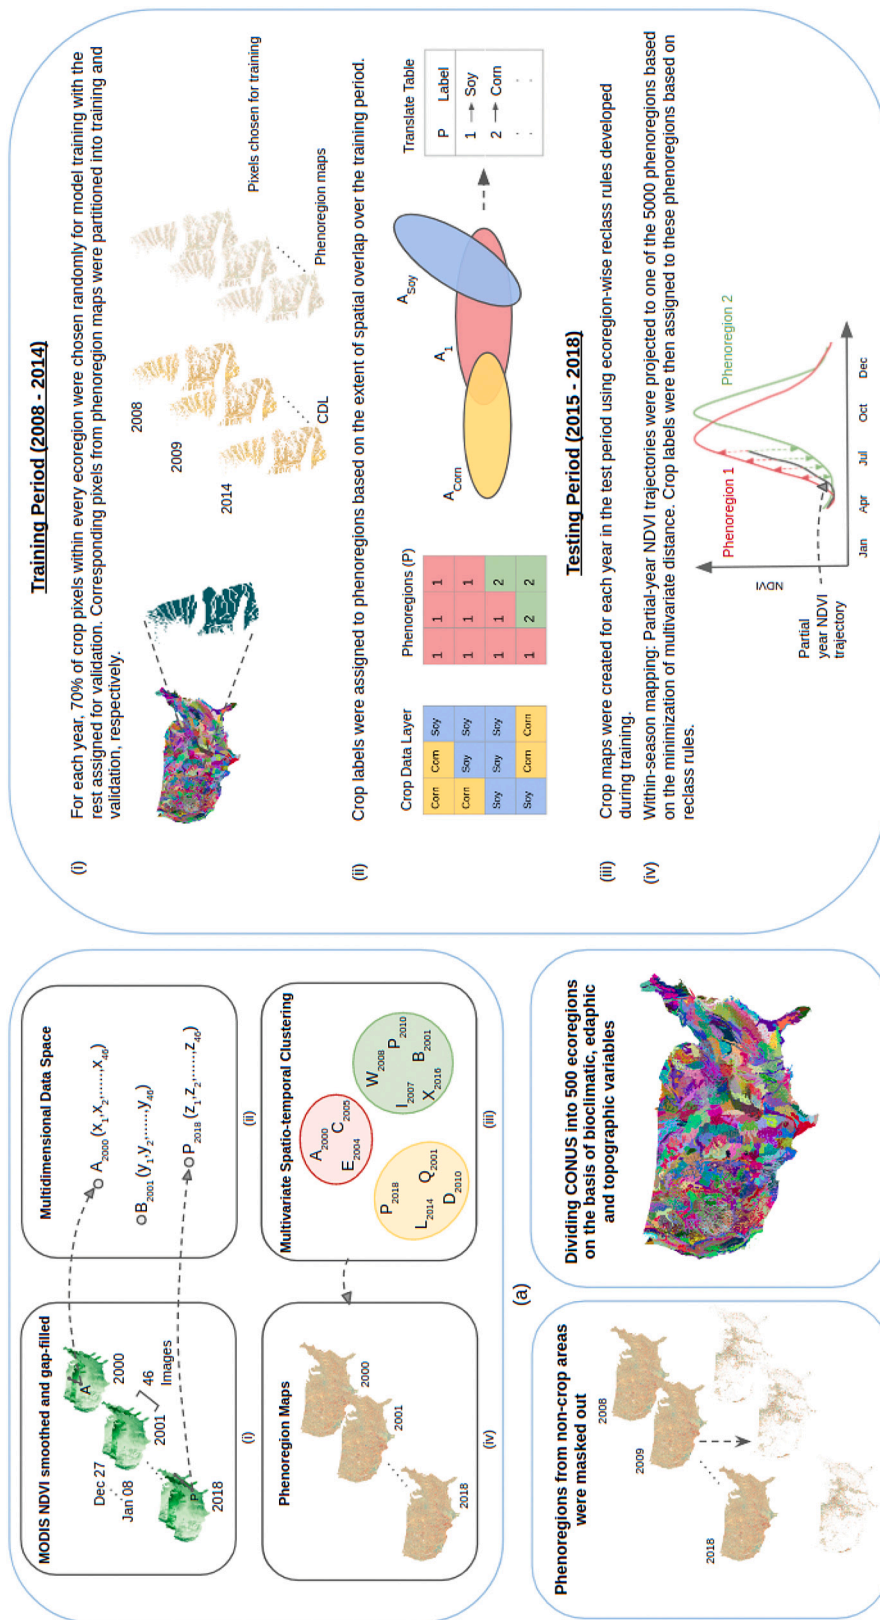 MODIS NDVI smoothed and gap-filled
Dec 27
Jan 08
A
P
2000
2001
2018
46
Images
(i)
Multidimensional Data Space
A2000 (x1,x2,......,x46)
B2001 (y1,y2,......,y46)
P2018 (z1,z2,......,z46)
(ii)
Phenoregion Maps
2000
2001
2018
(iv)
Multivariate Spatio-temporal Clustering
A2000
E2004 C2005
P2018
L2014 Q2001
D2010
W2008
I2007 P2010
X2016 B2001
(iii)
(a)
Phenoregions from non-crop areas
were masked out
2008
2009
2018
Dividing CONUS into 500 ecoregions
on the basis of bioclimatic, edaphic
and topographic variables
Training Period (2008 - 2014)
(i) For each year, 70% of crop pixels within every ecoregion were chosen randomly for model training with the
rest assigned for validation. Corresponding pixels from phenoregion maps were partitioned into training and
validation, respectively.
2008
2009
2014
CDL
Pixels chosen for training
Phenoregion maps
(ii) Crop labels were assigned to phenoregions based on the extent of spatial overlap over the training period.
Crop Data Layer
Corn Corn Soy
Corn Soy Soy
Soy Soy Soy
Soy Corn Corn
Phenoregions (P)
1 1 1
1 1 1
1 1 2
1 2 2
ACorn
A1
ASoy
Translate Table
P Label
1 Soy
2 Corn
: :
Testing Period (2015 - 2018)
(iii) Crop maps were created for each year in the test period using ecoregion-wise reclass rules developed
during training.
(iv) Within-season mapping: Partial-year NDVI trajectories were projected to one of the 5000 phenoregions based
on the minimization of multivariate distance. Crop labels were then assigned to these phenoregions based on
reclass rules.
NDVI
Phenoregion 1
Phenoregion 2
Partial
year NDVI
trajectory
Jan Apr Jul Oct Dec